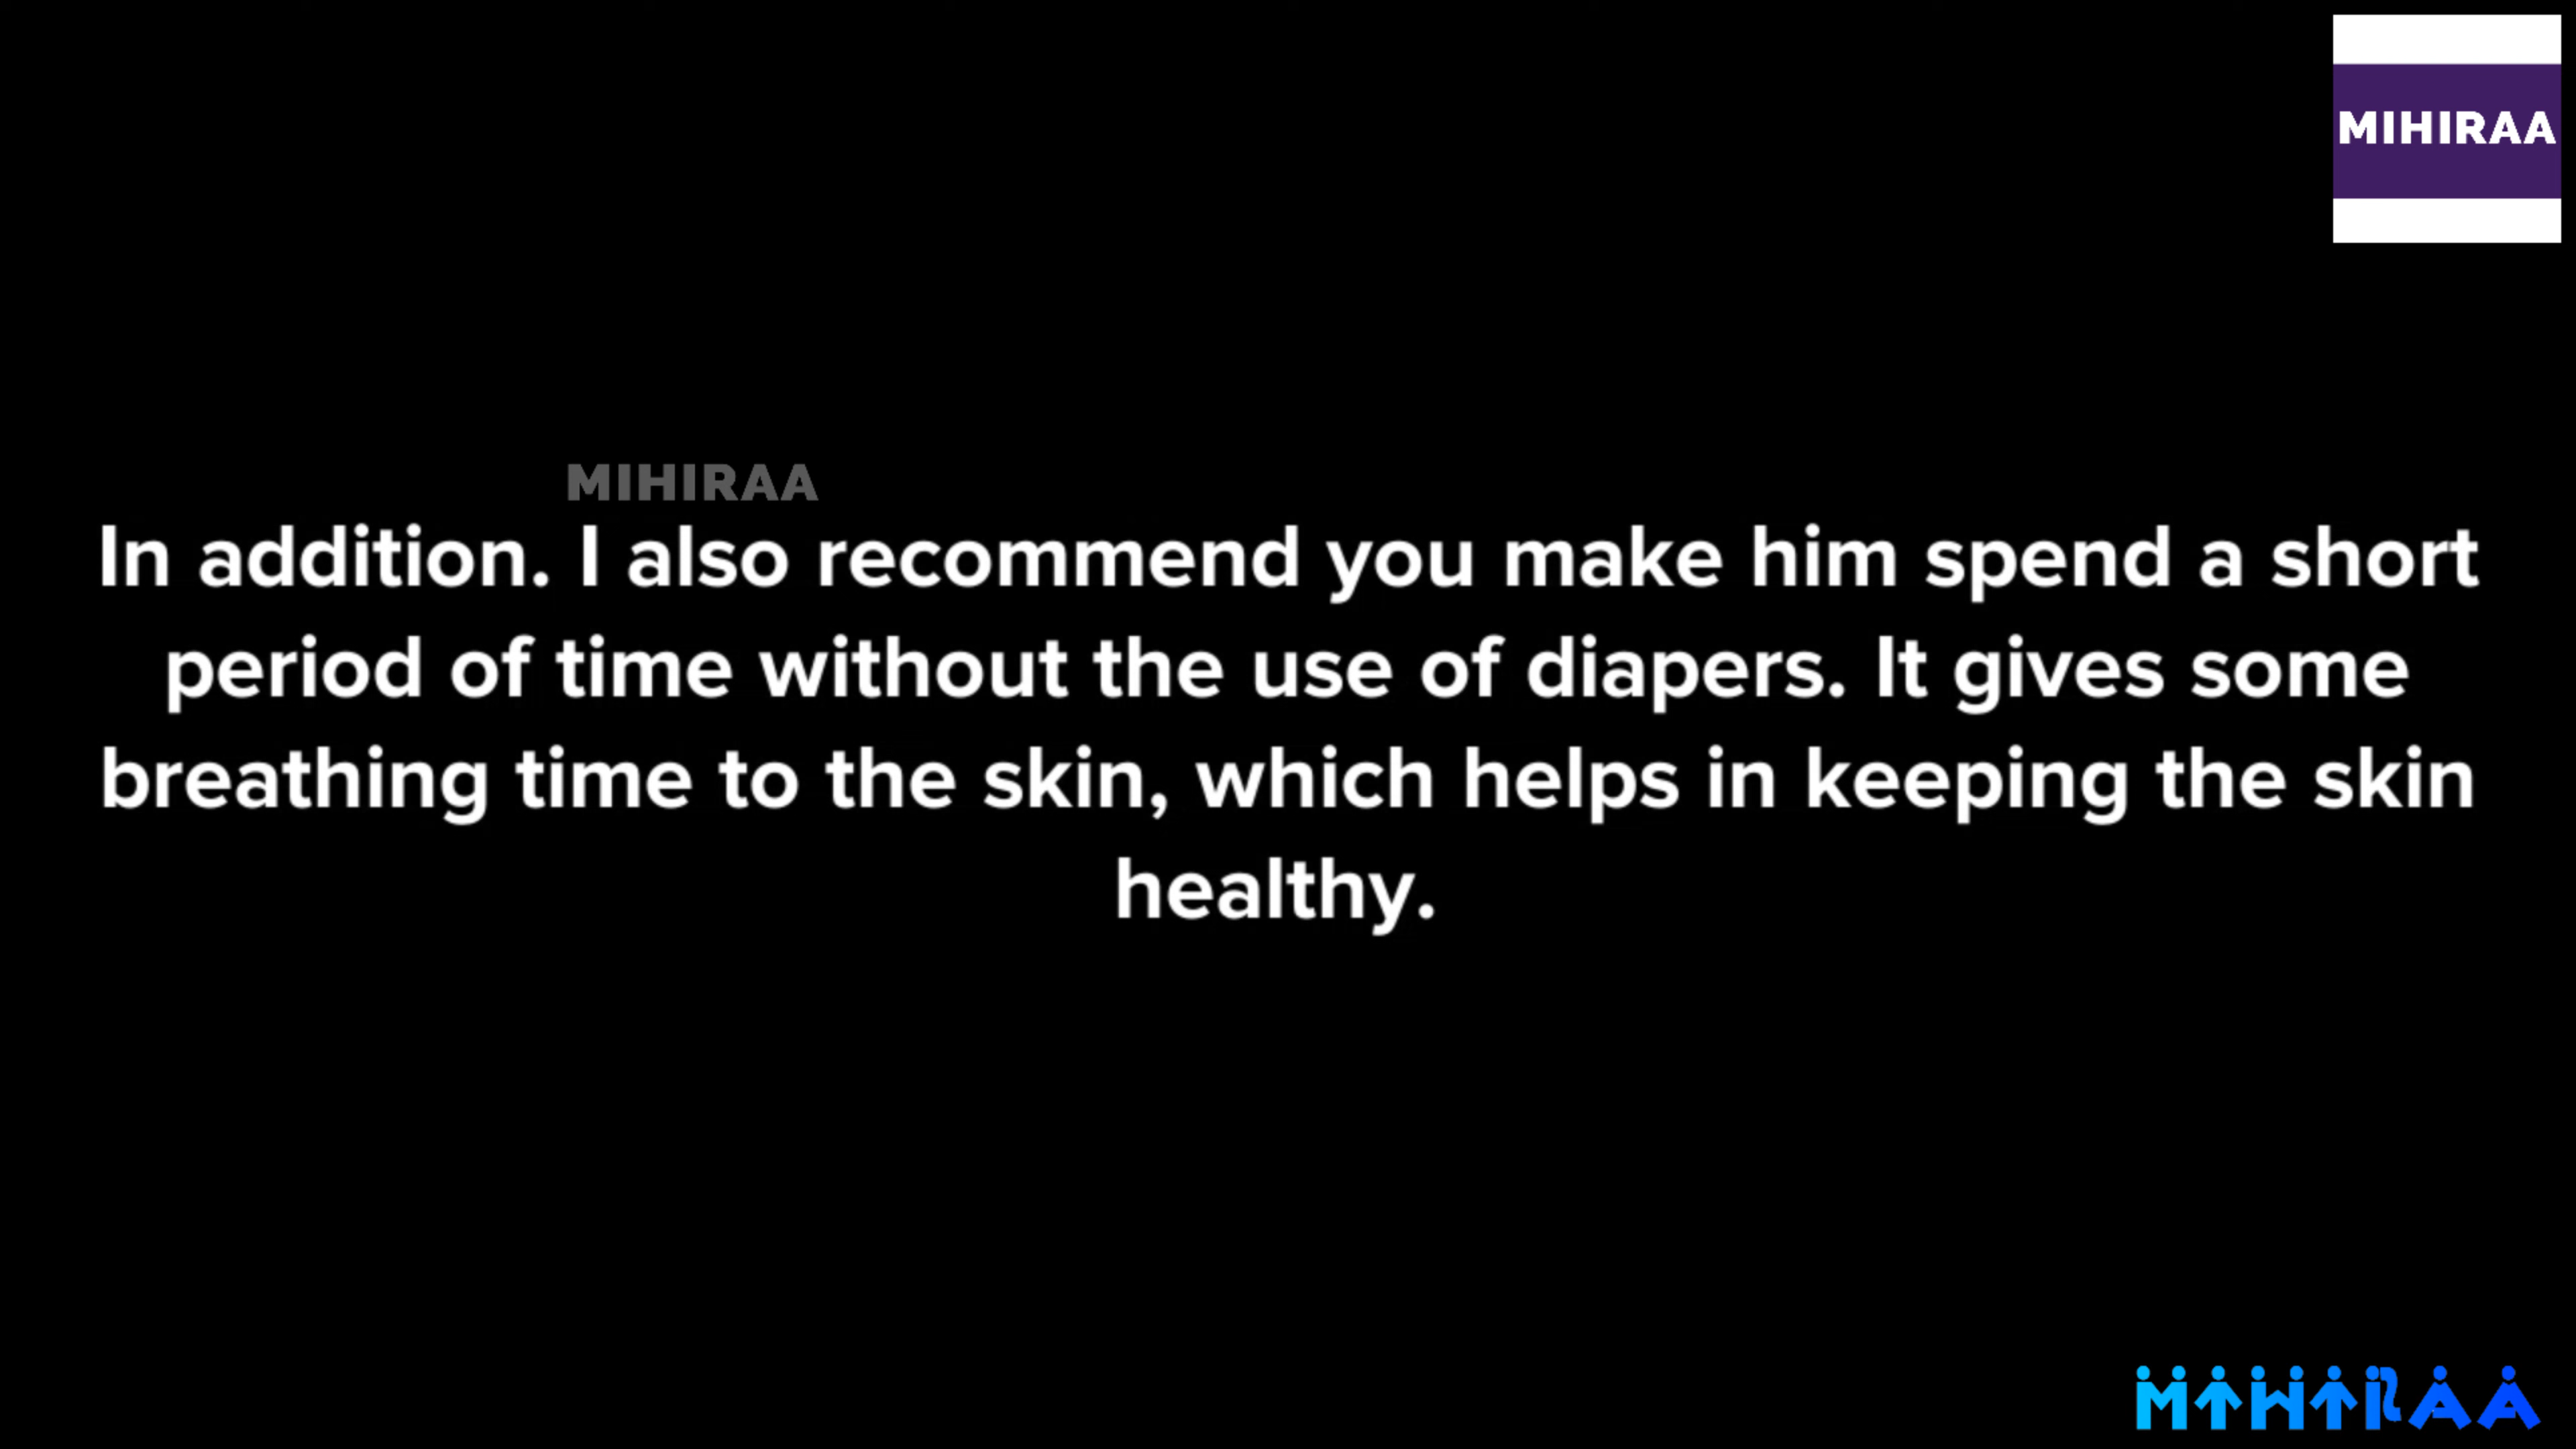 MIHIRAA
MIHIRAA
In addition. I also recommend you make him spend a short
period of time without the use of diapers. It gives some
breathing time to the skin, which helps in keeping the skin
healthy.
MIHIRAA